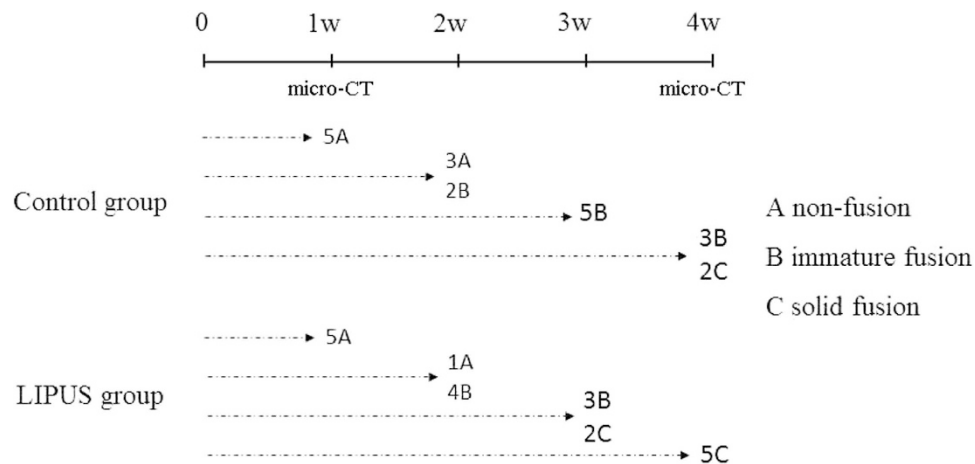 0 1w 2w 3w 4w
micro-CT micro-CT
5A
3A
2B
Control group
5B
3B
2C
A non-fusion
B immature fusion
C solid fusion
5A
1A
4B
LIPUS group
3B
2C
5C